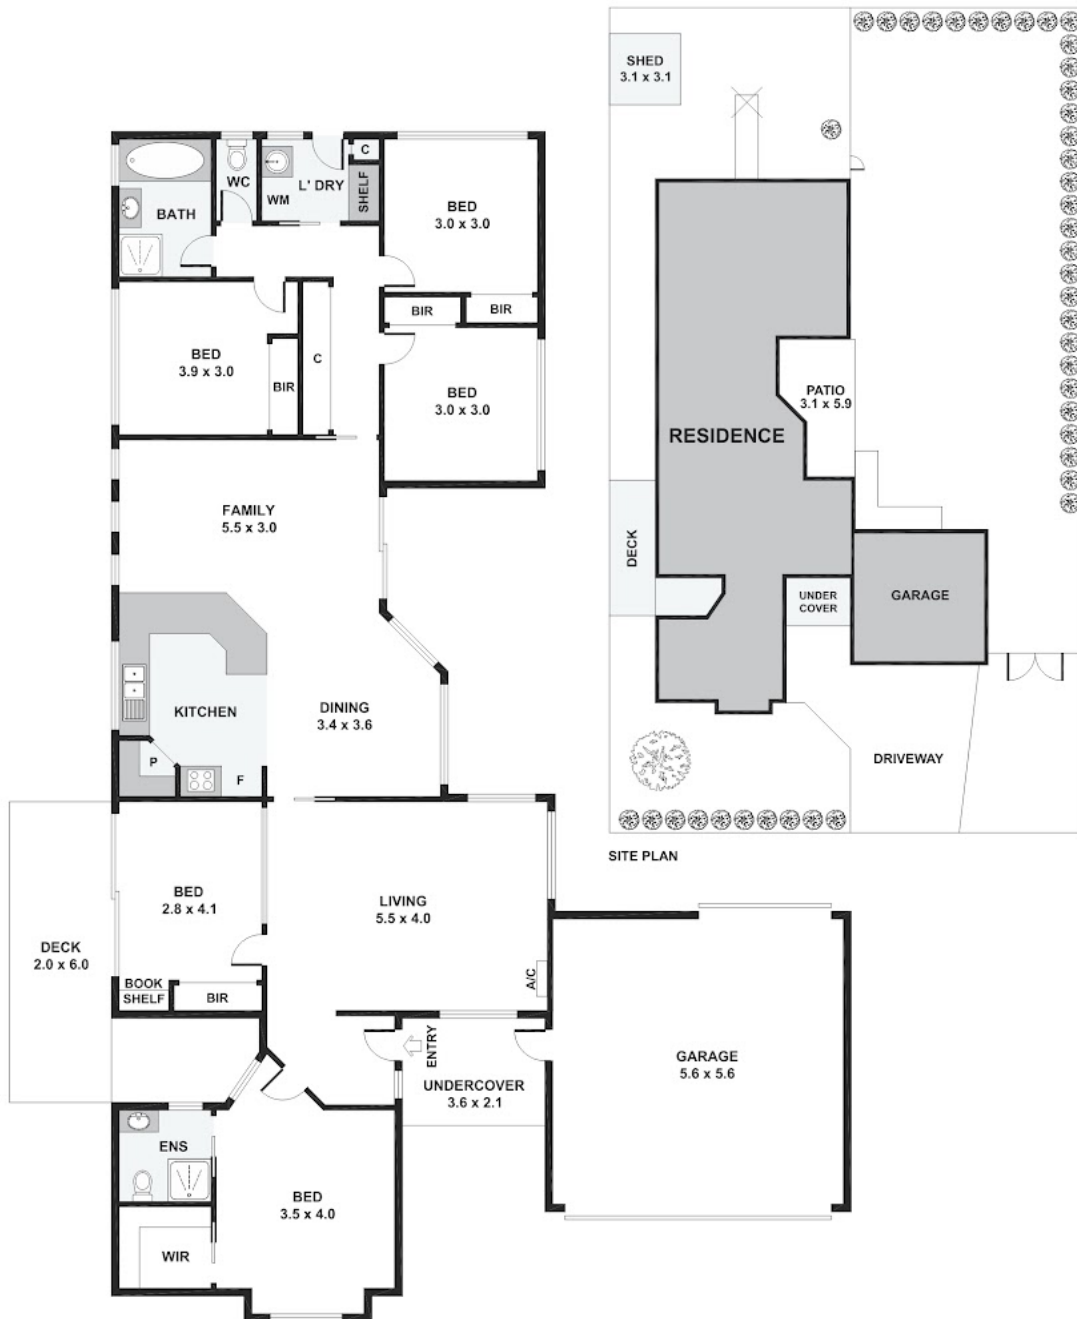 SHED
3.1 x 3.1
BATH
WC
WM
L' DRY
C
SHELF
BED
3.0 x 3.0
BIR
BIR
BED
3.9 x 3.0
BIR
C
BED
3.0 x 3.0
FAMILY
5.5 x 3.0
KITCHEN
P
F
DINING
3.4 x 3.6
BED
2.8 x 4.1
BOOK
SHELF
BIR
DECK
2.0 x 6.0
LIVING
5.5 x 4.0
A/C
ENTRY
UNDERCOVER
3.6 x 2.1
GARAGE
5.6 x 5.6
ENS
WIR
BED
3.5 x 4.0
PATIO
3.1 x 5.9
RESIDENCE
DECK
UNDER
COVER
GARAGE
DRIVEWAY
SITE PLAN